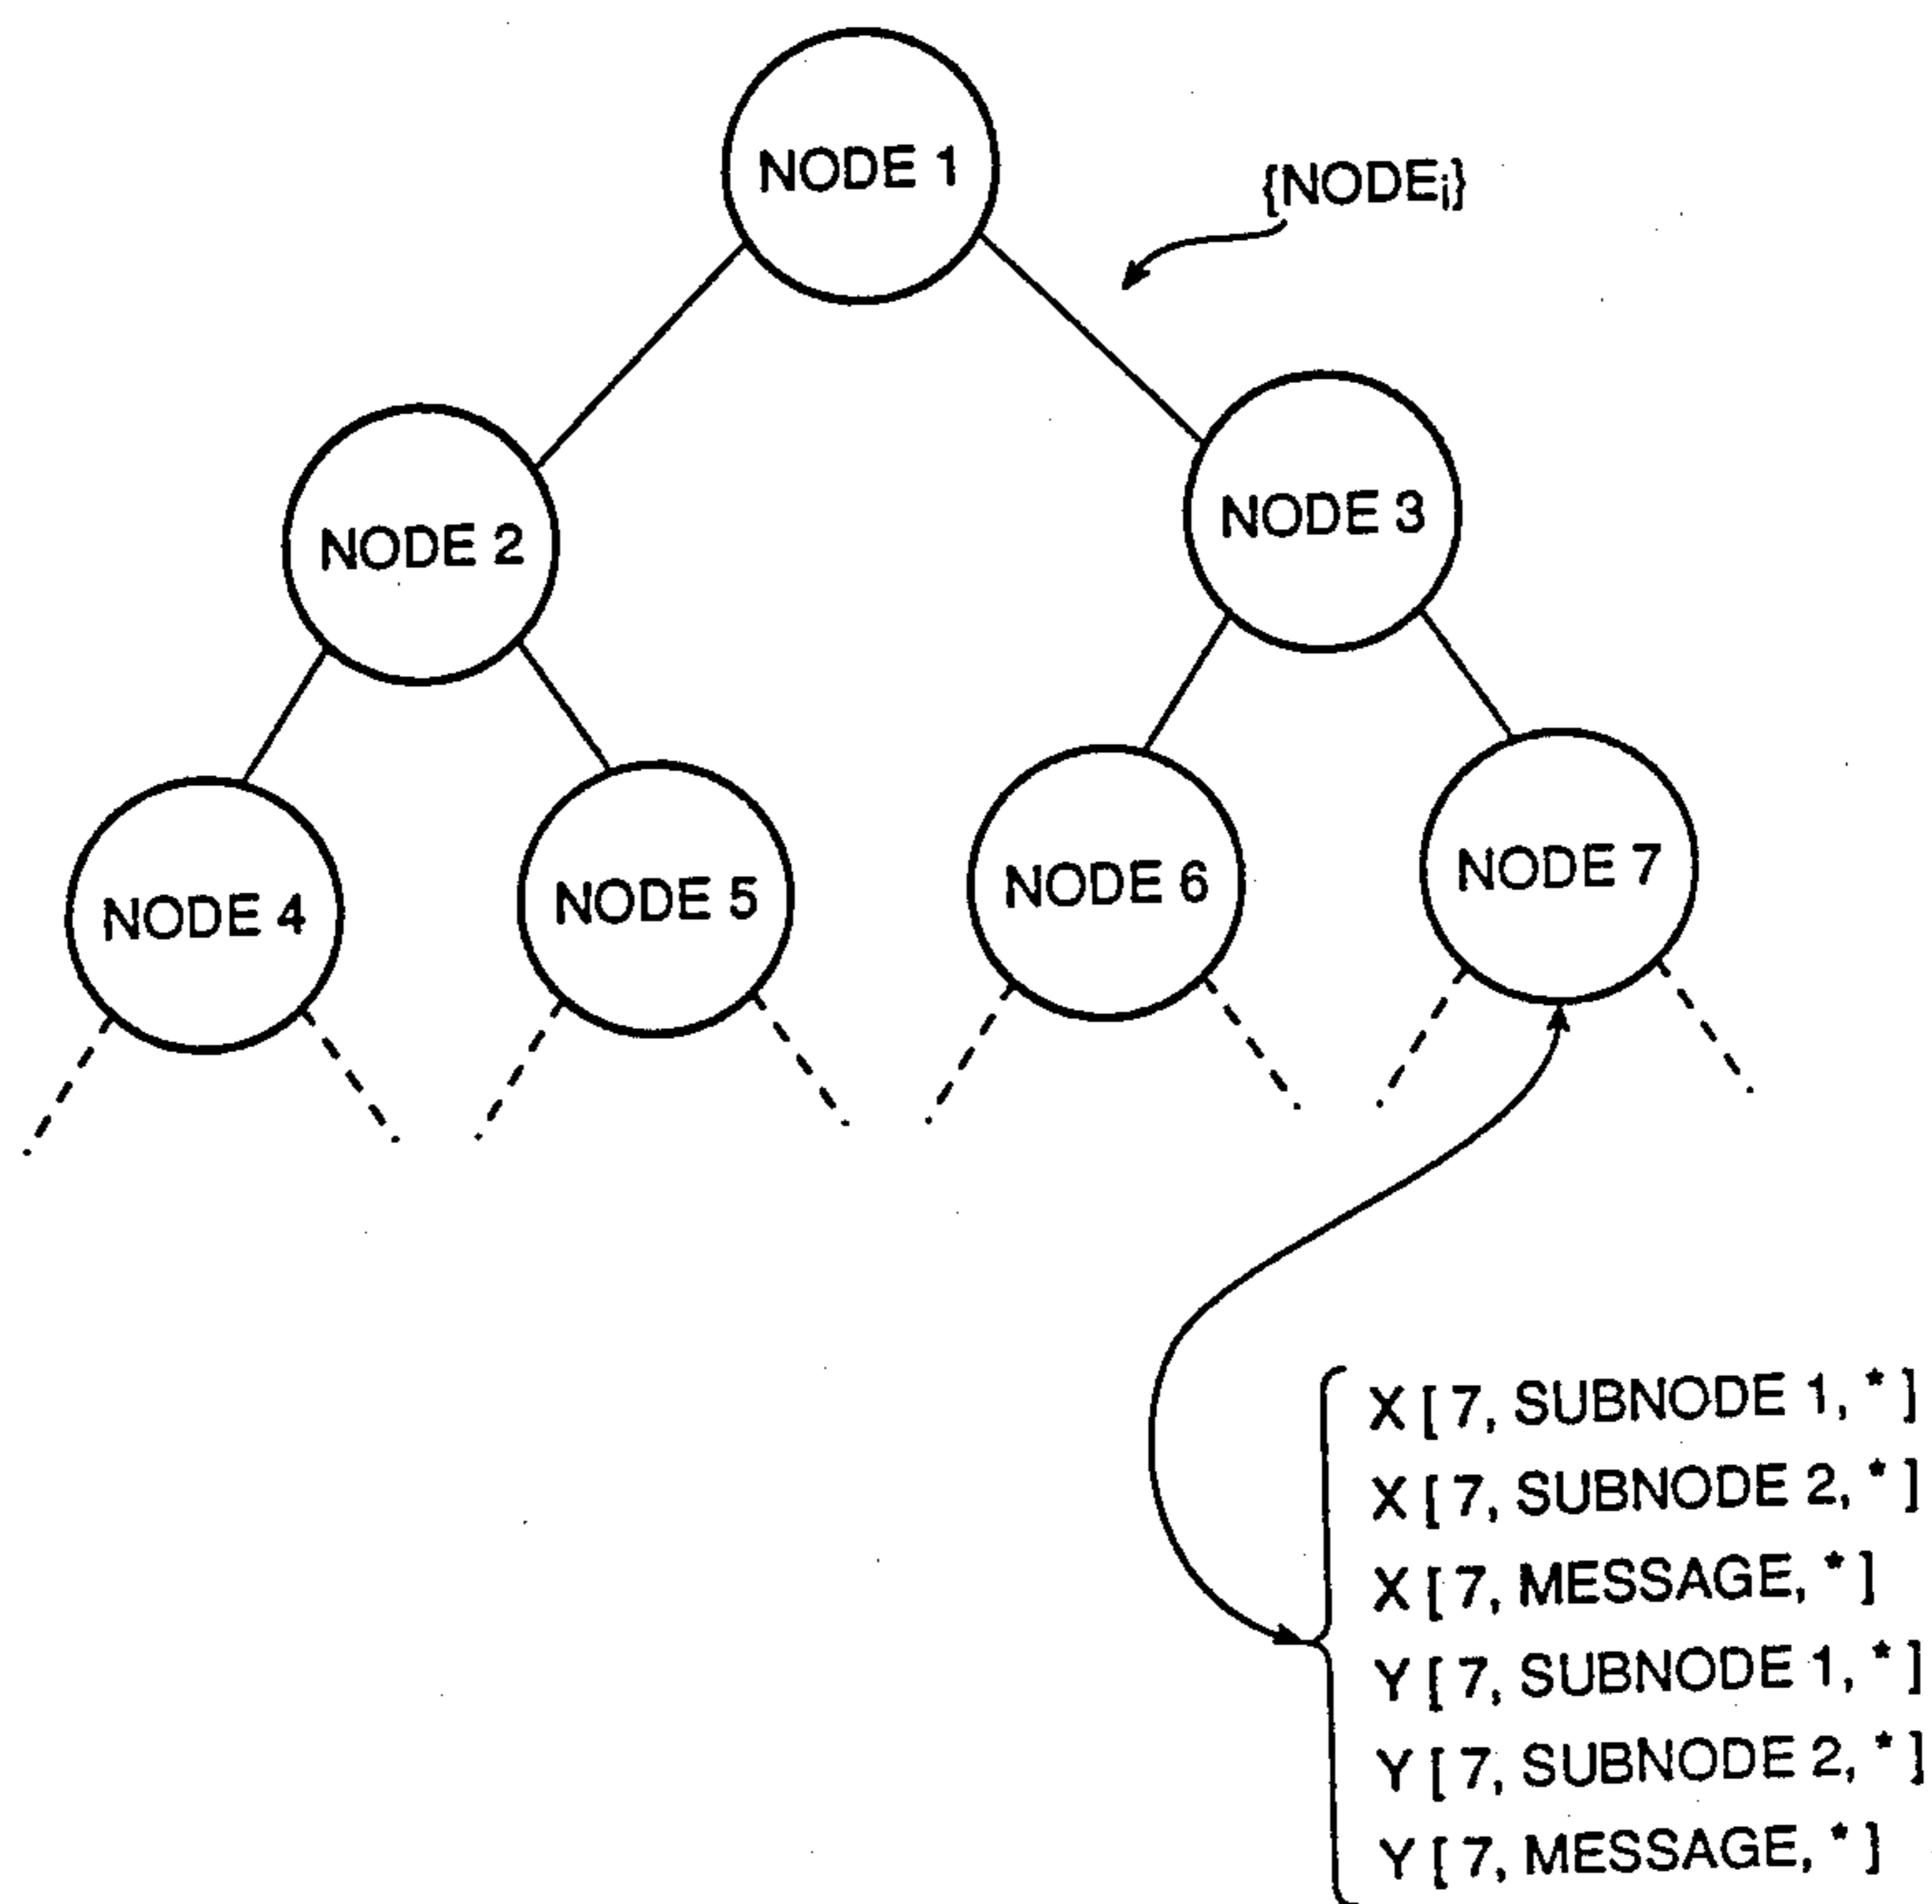 NODE 1
{NODEi}
NODE 2
NODE 3
NODE 4
NODE 5
NODE 6
NODE 7
X [ 7, SUBNODE 1, * ]
X [ 7, SUBNODE 2, * ]
X [ 7, MESSAGE, * ]
Y [ 7, SUBNODE 1, * ]
Y [ 7, SUBNODE 2, * ]
Y [ 7, MESSAGE, * ]